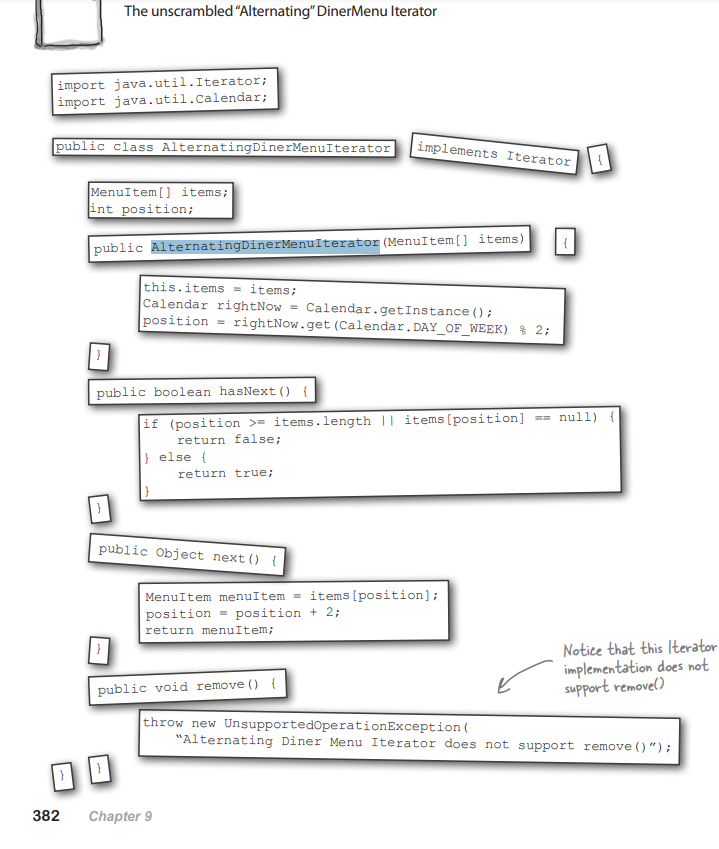 The unscrambled “Alternating” DinerMenu Iterator
import java.util.Iterator;
import java.util.Calendar;
public class AlternatingDinerMenuIterator implements Iterator {
MenuItem[] items;
int position;
public AlternatingDinerMenuIterator(MenuItem[] items) {
this.items = items;
Calendar rightNow = Calendar.getInstance();
position = rightNow.get(Calendar.DAY_OF_WEEK) % 2;
}
public boolean hasNext() {
if (position >= items.length || items[position] == null) {
return false;
} else {
return true;
}
}
public Object next() {
MenuItem menuItem = items[position];
position = position + 2;
return menuItem;
}
Notice that this Iterator
implementation does not
support remove()
public void remove() {
throw new UnsupportedOperationException(
“Alternating Diner Menu Iterator does not support remove()”);
} }
382 Chapter 9